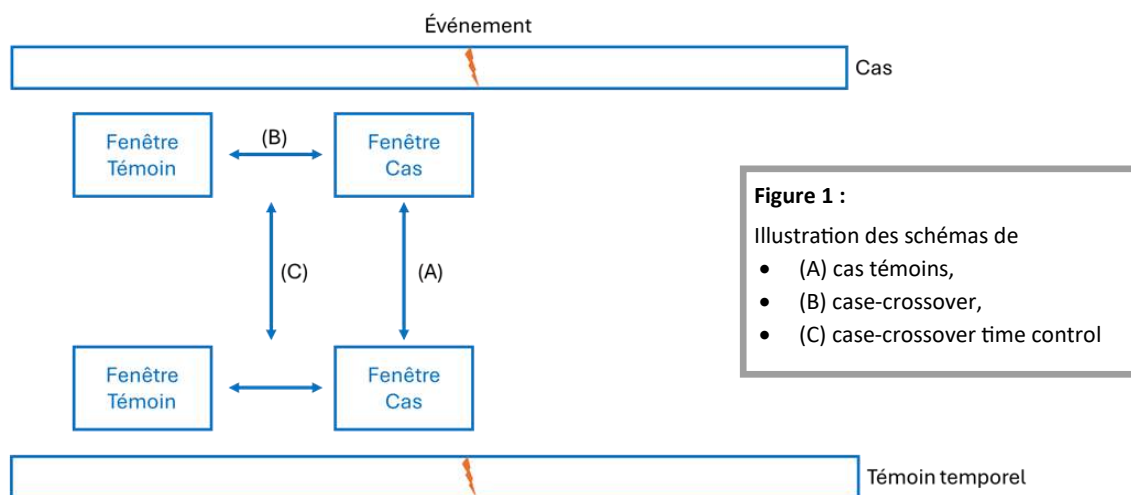 Événement
Cas
Fenêtre
Témoin
(B)
Fenêtre
Cas
(C)
(A)
Figure 1 :
Illustration des schémas de
• (A) cas témoins,
• (B) case-crossover,
• (C) case-crossover time control
Fenêtre
Témoin
Fenêtre
Cas
Témoin temporel